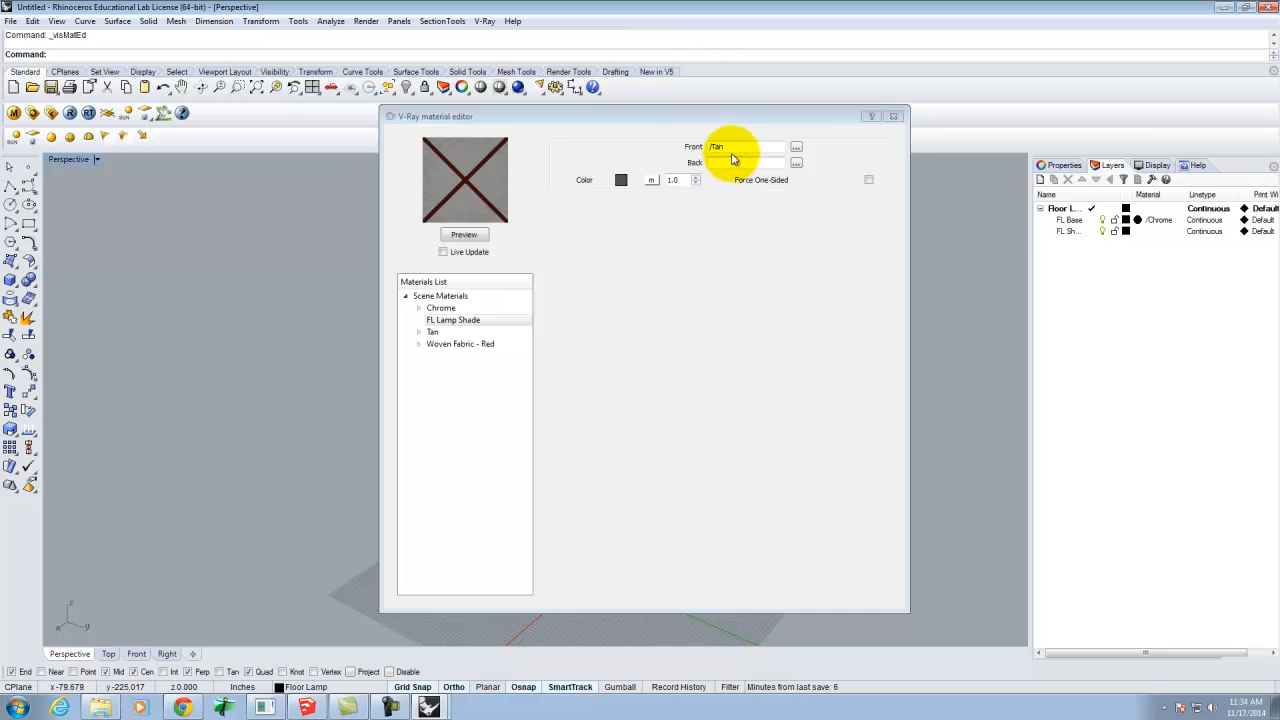 Untitled - Rhinoceros Educational Lab License (64-bit) - [Perspective]
File Edit View Curve Surface Solid Mesh Dimension Transform Tools Analyze Render Panels SectionTools V-Ray Help
Command: _visMatEd
Command:
Standard CPlanes Set View Display Select Viewport Layout Visibility Transform Curve Tools Surface Tools Solid Tools Mesh Tools Render Tools Drafting New in V5
V-Ray material editor
Perspective
Front /Tan ...
Back ...
Color m 1.0 Force One-Sided
Preview
Live Update
Materials List
Scene Materials
Chrome
FL Lamp Shade
Tan
Woven Fabric - Red
Properties Layers Display Help
Name Material Linetype Print Wi
Floor L... Continuous Default
FL Base /Chrome Continuous Default
FL Sh... Continuous Default
z
x y
Perspective Top Front Right
End Near Point Mid Cen Int Perp Tan Quad Knot Vertex Project Disable
CPlane x -79.679 y -225.017 z 0.000 Inches Floor Lamp Grid Snap Ortho Planar Osnap SmartTrack Gumball Record History Filter Minutes from last save: 6
11:34 AM
11/17/2014